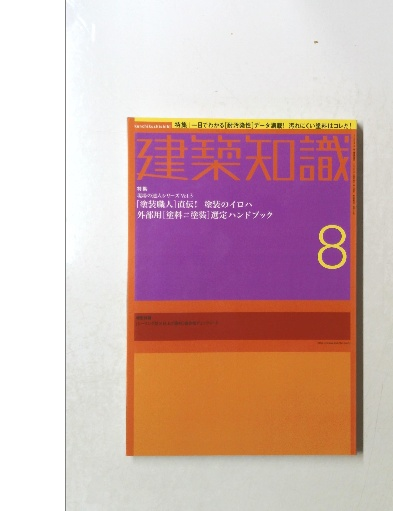 特集 一目でわかる[耐汚染性]データ満載! 汚れにくい塗料はコレだ!
建築知識
特集
現場の達人シリーズ Vol.3
[塗装職人]直伝! 塗装のイロハ
外部用[塗料=塗装]選定ハンドブック
8